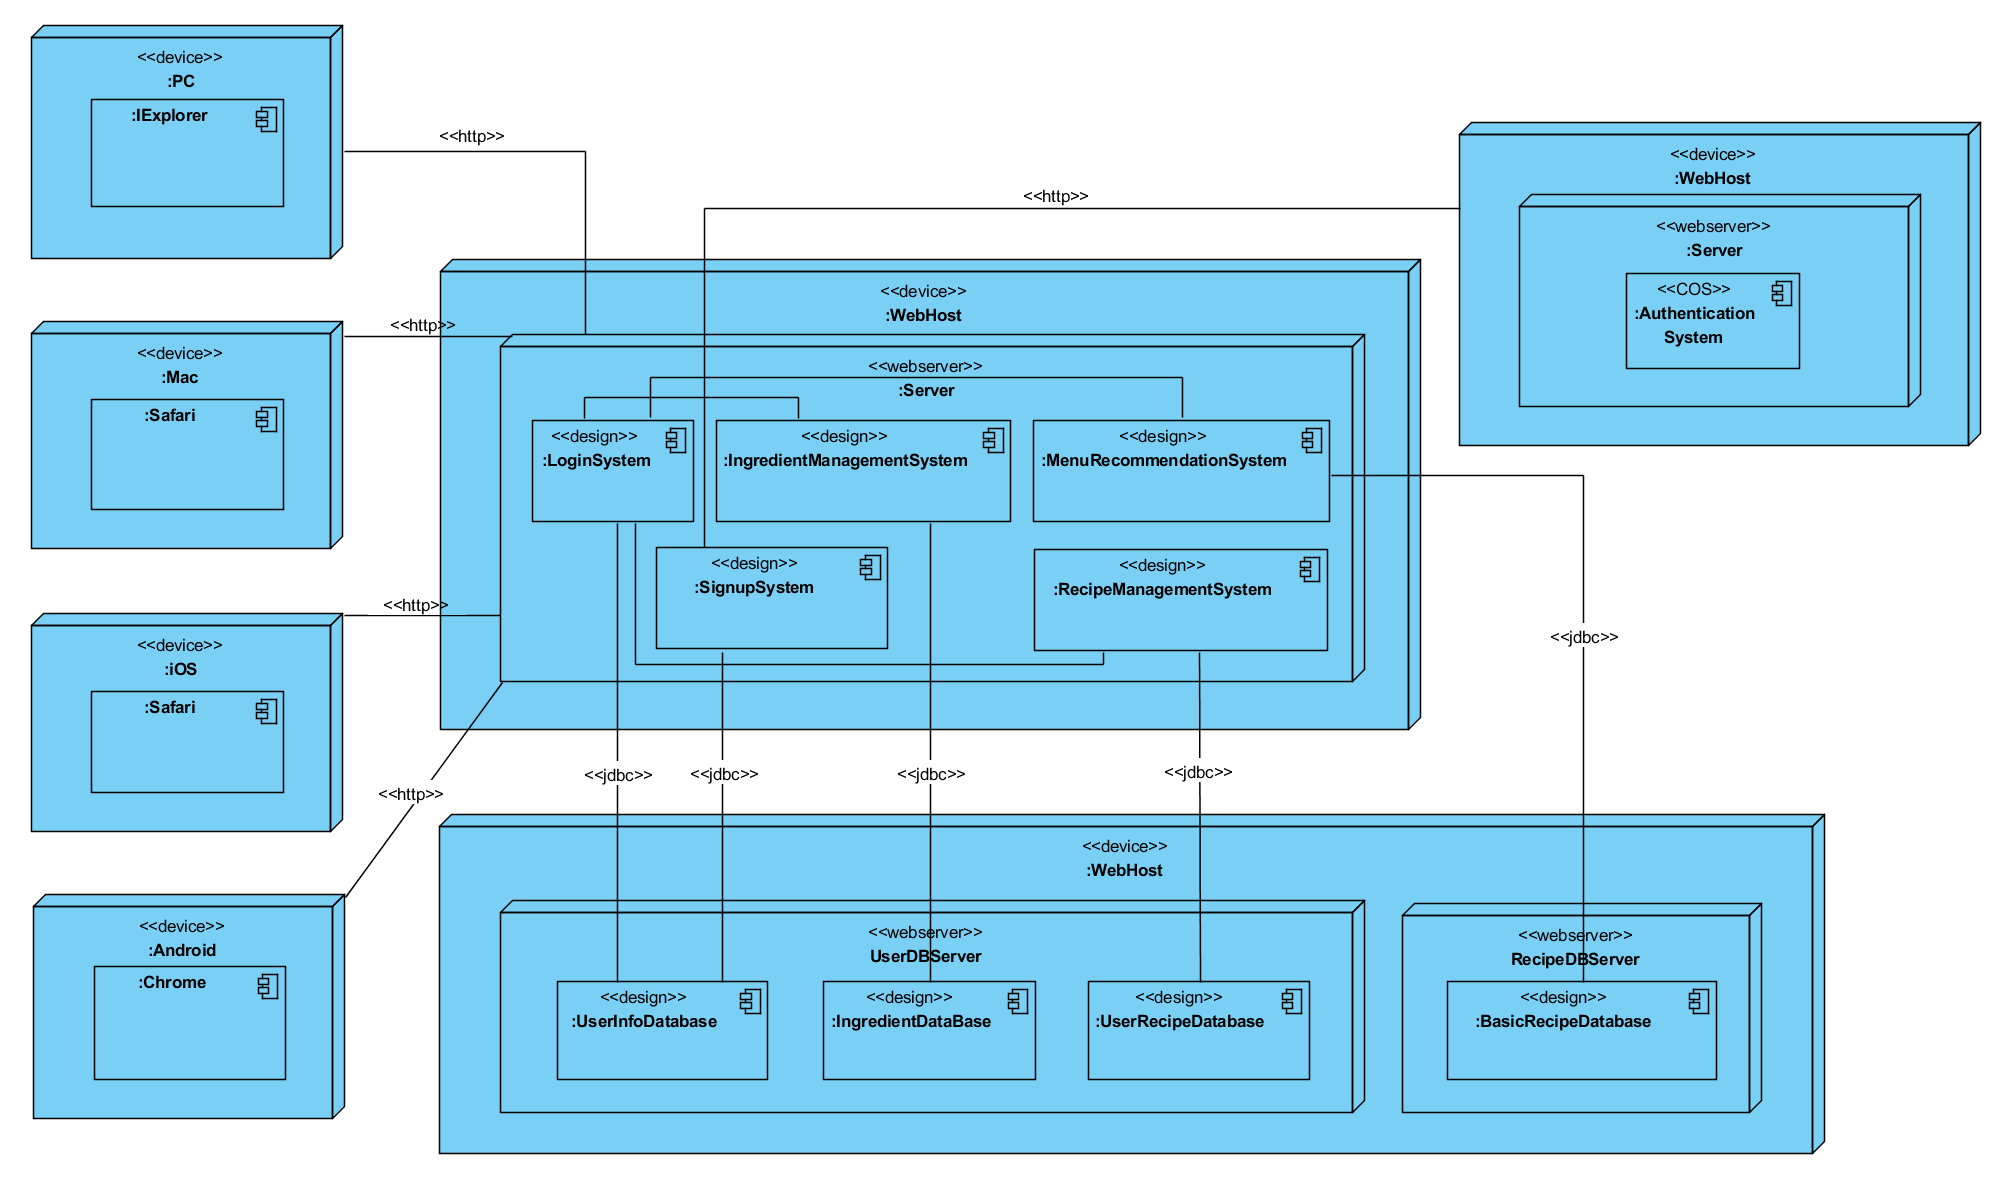 <<device>>
:PC
:IExplorer
<<http>>
<<device>>
:Mac
:Safari
<<http>>
<<device>>
:iOS
:Safari
<<http>>
<<device>>
:Android
:Chrome
<<http>>
<<http>>
<<device>>
:WebHost
<<webserver>>
:Server
<<COS>>
:Authentication
System
<<device>>
:WebHost
<<webserver>>
:Server
<<design>>
:LoginSystem
<<design>>
:IngredientManagementSystem
<<design>>
:MenuRecommendationSystem
<<design>>
:SignupSystem
<<design>>
:RecipeManagementSystem
<<jdbc>>
<<jdbc>>
<<jdbc>>
<<jdbc>>
<<jdbc>>
<<device>>
:WebHost
<<webserver>>
UserDBServer
<<design>>
:UserInfoDatabase
<<design>>
:IngredientDataBase
<<design>>
:UserRecipeDatabase
<<webserver>>
RecipeDBServer
<<design>>
:BasicRecipeDatabase